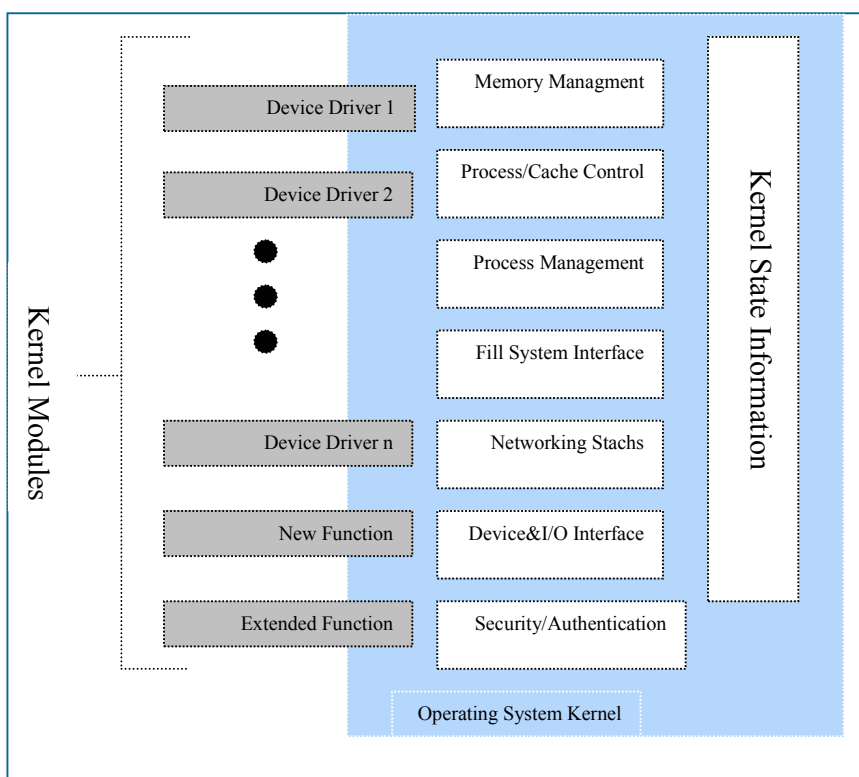 Kernel Modules
Device Driver 1
Device Driver 2
Device Driver n
New Function
Extended Function
Memory Managment
Process/Cache Control
Process Management
Fill System Interface
Networking Stachs
Device&I/O Interface
Security/Authentication
Kernel State Information
Operating System Kernel